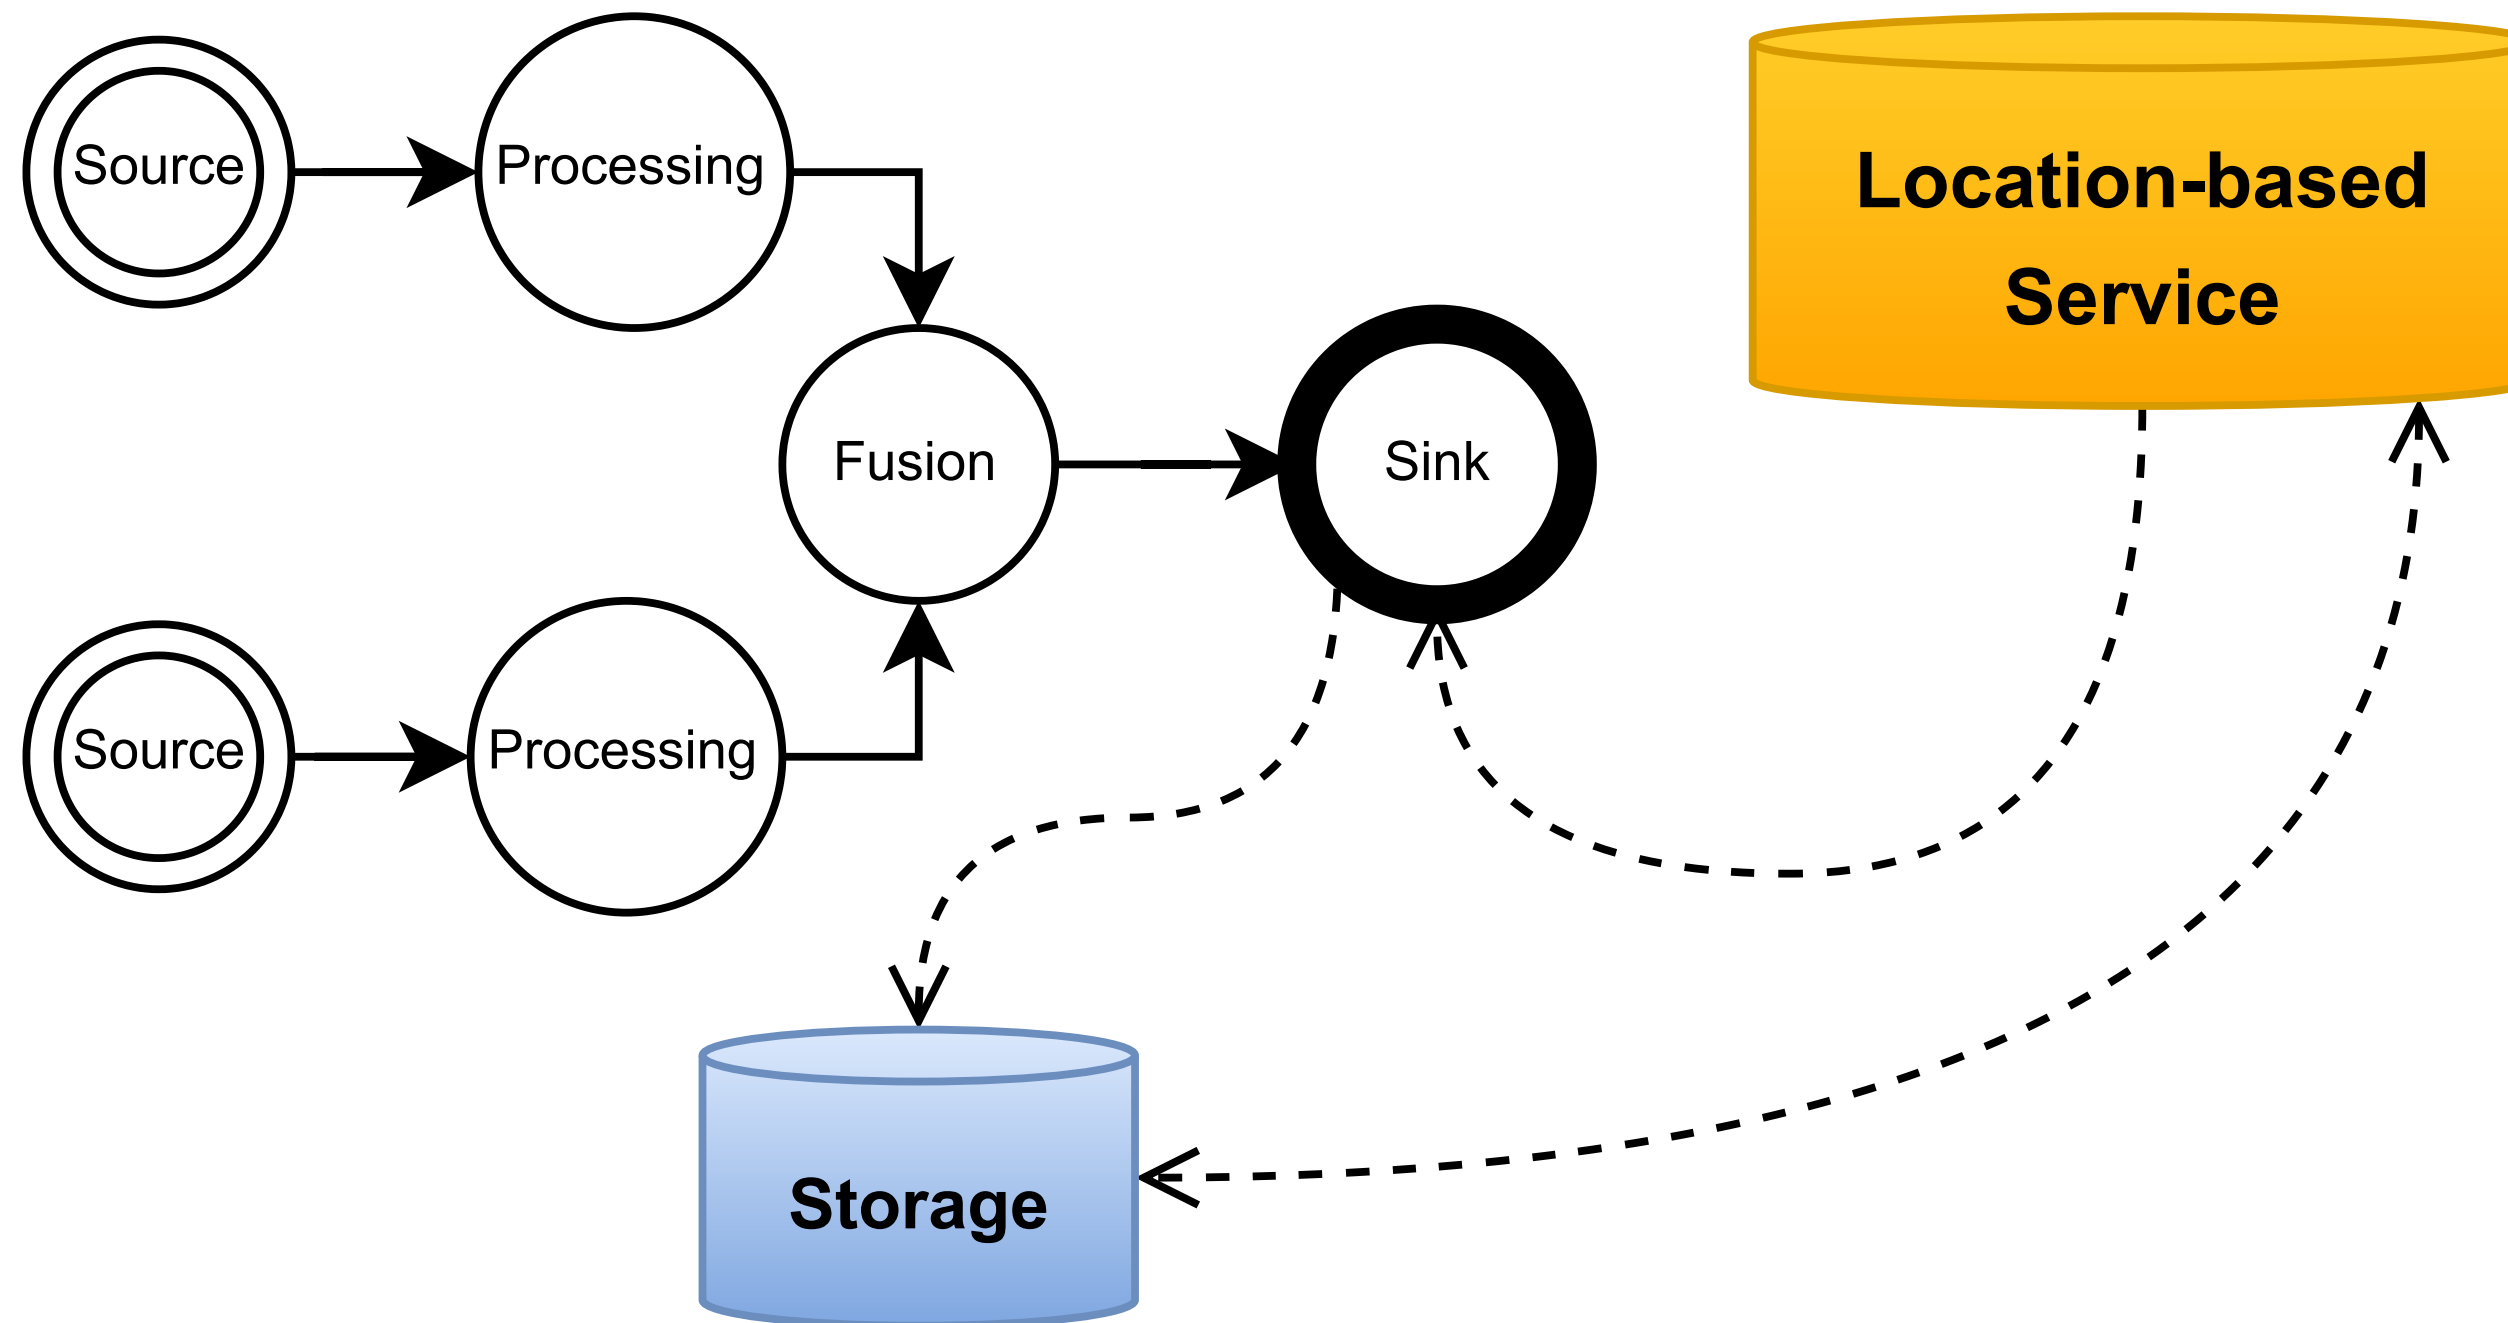 Source
Processing
Location-based
Service
Fusion
Sink
Source
Processing
Storage